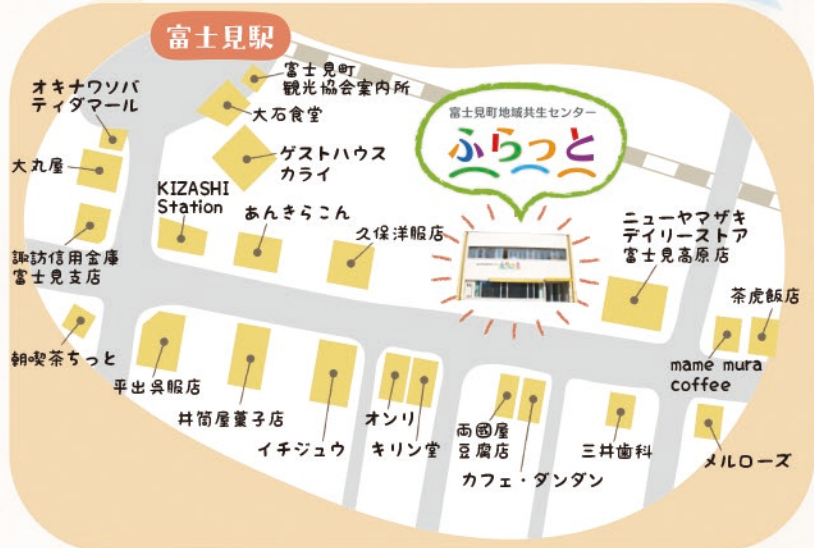 富士見駅
富士見町
観光協会案内所
オキナワソバ
ティダマール
大石食堂
大丸屋
ゲストハウス
カライ
富士見町地域共生センター
ふらっと
KIZASHI
Station
あんきらこん
久保洋服店
ニューヤマザキ
デイリーストア
富士見高原店
諏訪信用金庫
富士見支店
茶虎飯店
朝喫茶ちっと
平出呉服店
井筒屋菓子店
イチジュウ
オンリ
キリン堂
両國屋
豆腐店
カフェ・ダンダン
三井歯科
mame mura
coffee
メルローズ